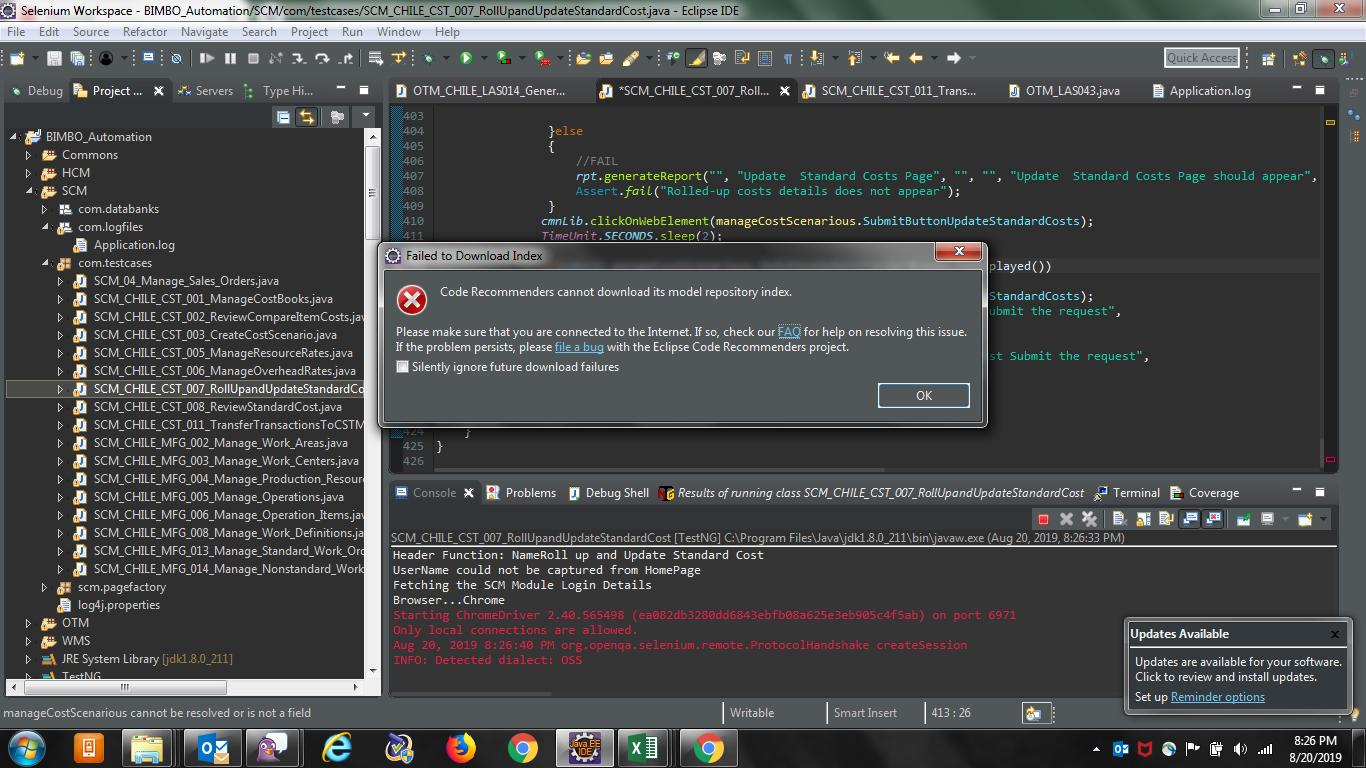 Selenium Workspace - BIMBO_Automation/SCM/com/testcases/SCM_CHILE_CST_007_RollUpandUpdateStandardCost.java - Eclipse IDE
File Edit Source Refactor Navigate Search Project Run Window Help
Quick Access
Debug Project ... Servers Type Hi...
OTM_CHILE_LAS014_Gener... *SCM_CHILE_CST_007_Roll... SCM_CHILE_CST_011_Trans... OTM_LAS043.java Application.log
BIMBO_Automation
Commons
HCM
SCM
com.databanks
com.logfiles
Application.log
com.testcases
SCM_04_Manage_Sales_Orders.java
SCM_CHILE_CST_001_ManageCostBooks.java
SCM_CHILE_CST_002_ReviewCompareItemCosts.java
SCM_CHILE_CST_003_CreateCostScenario.java
SCM_CHILE_CST_005_ManageResourceRates.java
SCM_CHILE_CST_006_ManageOverheadRates.java
SCM_CHILE_CST_007_RollUpandUpdateStandardCo
SCM_CHILE_CST_008_ReviewStandardCost.java
SCM_CHILE_CST_011_TransferTransactionsToCSTM
SCM_CHILE_MFG_002_Manage_Work_Areas.java
SCM_CHILE_MFG_003_Manage_Work_Centers.java
SCM_CHILE_MFG_004_Manage_Production_Resour
SCM_CHILE_MFG_005_Manage_Operations.java
SCM_CHILE_MFG_006_Manage_Operation_Items.jav
SCM_CHILE_MFG_008_Manage_Work_Definitions.ja
SCM_CHILE_MFG_013_Manage_Standard_Work_Orc
SCM_CHILE_MFG_014_Manage_Nonstandard_Work
scm.pagefactory
log4j.properties
OTM
WMS
JRE System Library [jdk1.8.0_211]
TestNG
403
404 }else
405 {
406 //FAIL
407 rpt.generateReport("", "Update  Standard Costs Page", "", "", "Update  Standard Costs Page should appear",
408 Assert.fail("Rolled-up costs details does not appear");
409 }
410 cmnLib.clickOnWebElement(manageCostScenarious.SubmitButtonUpdateStandardCosts);
411 TimeUnit.SECONDS.sleep(2);
played())
StandardCosts);
ubmit the request",
st Submit the request",
424 }
425 }
426
Failed to Download Index
Code Recommenders cannot download its model repository index.
Please make sure that you are connected to the Internet. If so, check our FAQ for help on resolving this issue.
If the problem persists, please file a bug with the Eclipse Code Recommenders project.
Silently ignore future download failures
OK
Console Problems Debug Shell Results of running class SCM_CHILE_CST_007_RollUpandUpdateStandardCost Terminal Coverage
SCM_CHILE_CST_007_RollUpandUpdateStandardCost [TestNG] C:\Program Files\Java\jdk1.8.0_211\bin\javaw.exe (Aug 20, 2019, 8:26:33 PM)
Header Function: NameRoll up and Update Standard Cost
UserName could not be captured from HomePage
Fetching the SCM Module Login Details
Browser...Chrome
Starting ChromeDriver 2.40.565498 (ea082db3280dd6843ebfb08a625e3eb905c4f5ab) on port 6971
Only local connections are allowed.
Aug 20, 2019 8:26:40 PM org.openqa.selenium.remote.ProtocolHandshake createSession
INFO: Detected dialect: OSS
Updates Available
Updates are available for your software.
Click to review and install updates.
Set up Reminder options
manageCostScenarious cannot be resolved or is not a field
Writable Smart Insert 413 : 26
Java EE
IDE
8:26 PM
8/20/2019